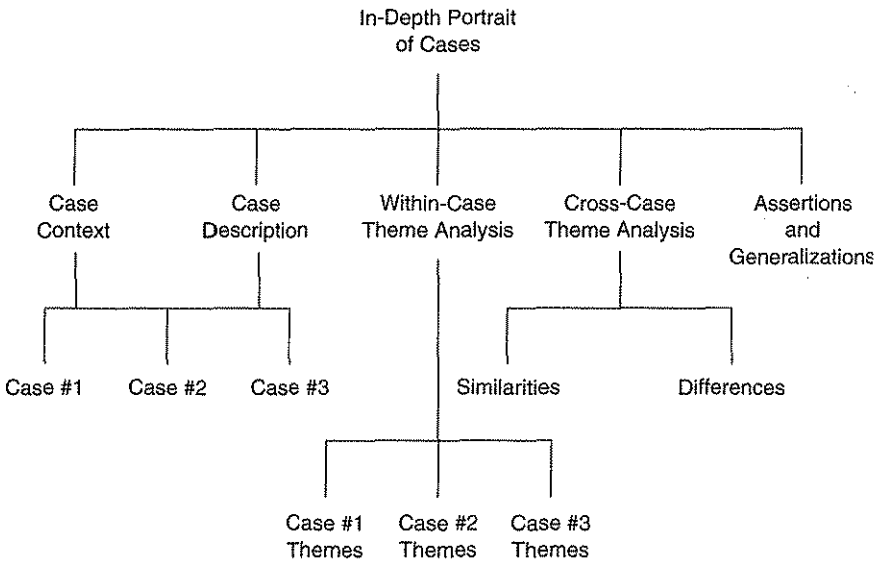 In-Depth Portrait
of Cases
Case
Context
Case
Description
Within-Case
Theme Analysis
Cross-Case
Theme Analysis
Assertions
and
Generalizations
Case #1
Case #2
Case #3
Similarities
Differences
Case #1
Themes
Case #2
Themes
Case #3
Themes